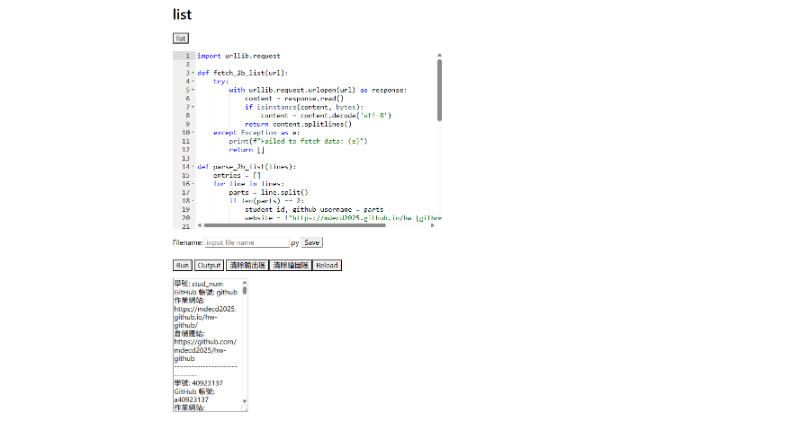 list
list
1 import urllib.request
2
3 def fetch_2b_list(url):
4 try:
5 with urllib.request.urlopen(url) as response:
6 content = response.read()
7 if isinstance(content, bytes):
8 content = content.decode('utf-8')
9 return content.splitlines()
10 except Exception as e:
11 print(f"Failed to fetch data: {e}")
12 return []
13
14 def parse_2b_list(lines):
15 entries = []
16 for line in lines:
17 parts = line.split()
18 if len(parts) == 2:
19 student_id, github_username = parts
20 website = f"https://mdecd2025.github.io/hw-{githu
21
Filename: input file name .py Save
Run Output 清除輸出區 清除繪圖區 Reload
學號: stud_num
GitHub 帳號: github
作業網站:
https://mdecd2025.
github.io/hw-
github/
倉儲連結:
https://github.com/
mdecd2025/hw-
github
----------------------
--------
學號: 40923137
GitHub 帳號:
a40923137
作業網站: